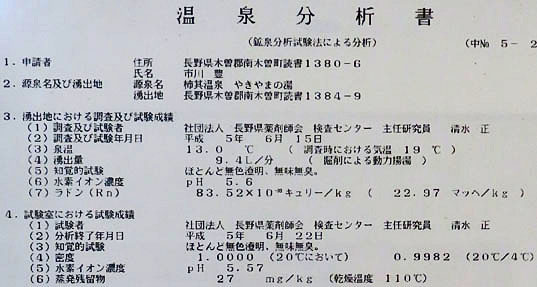 温泉分析書
（鉱泉分析試験法による分析） （中№ 5－2
1．申請者 住所 長野県木曽郡南木曽町読書1380－6
氏名 市川 豊
2．源泉名及び湧出地 源泉名 柿其温泉 やきやまの湯
湧出地 長野県木曽郡南木曽町読書1384－9
3．湧出地における調査及び試験成績
（1）調査及び試験者 社団法人 長野県薬剤師会 検査センター 主任研究員 清水 正
（2）調査及び試験年月日 平成 5年 6月 15日
（3）泉温 13.0 ℃ （ 調査時における気温 19 ℃ ）
（4）湧出量 9.4L／分 （ 掘削による動力揚湯 ）
（5）知覚的試験 ほとんど無色澄明、無味無臭。
（6）水素イオン濃度 pH 5.6
（7）ラドン（Rn） 83.52×10⁻¹⁰キュリー／kg （ 22.97 マッヘ／kg ）
4．試験室における試験成績
（1）試験者 社団法人 長野県薬剤師会 検査センター 主任研究員 清水 正
（2）分析終了年月日 平成 5年 6月 22日
（3）知覚的試験 ほとんど無色澄明、無味無臭。
（4）密度 1.0000（20℃において） 0.9982（20℃／4℃）
（5）水素イオン濃度 pH 5.57
（6）蒸発残留物 27 mg／kg（乾燥温度 110℃）